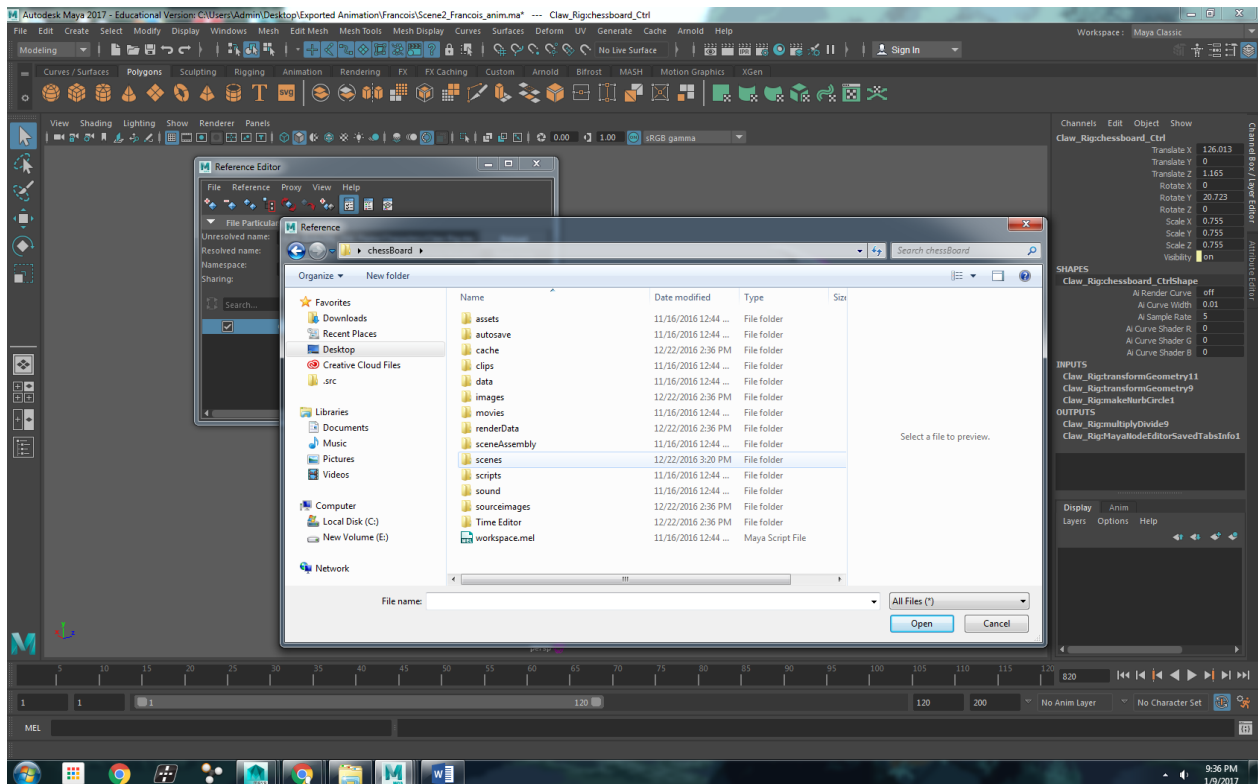 Autodesk Maya 2017 - Educational Version: C:\Users\Admin\Desktop\Exported Animation\Francois\Scene2_Francois_anim.ma* --- Claw_Rig:chessboard_Ctrl
File Edit Create Select Modify Display Windows Mesh Edit Mesh Mesh Tools Mesh Display Curves Surfaces Deform UV Generate Cache Arnold Help
Workspace: Maya Classic
Modeling
No Live Surface
Sign In
Curves / Surfaces Polygons Sculpting Rigging Animation Rendering FX FX Caching Custom Arnold Bifrost MASH Motion Graphics XGen
T
svg
View Shading Lighting Show Renderer Panels
0.00 1.00 sRGB gamma
Reference Editor
File Reference Proxy View Help
File Particular
Unresolved name:
Resolved name:
Namespace:
Sharing:
Search...
Reference
chessBoard
Search chessBoard
Organize New folder
Favorites
Downloads
Recent Places
Desktop
Creative Cloud Files
.src
Libraries
Documents
Music
Pictures
Videos
Computer
Local Disk (C:)
New Volume (E:)
Network
Name Date modified Type Siz
assets 11/16/2016 12:44 ... File folder
autosave 11/16/2016 12:44 ... File folder
cache 12/22/2016 2:36 PM File folder
clips 11/16/2016 12:44 ... File folder
data 11/16/2016 12:44 ... File folder
images 12/22/2016 2:36 PM File folder
movies 11/16/2016 12:44 ... File folder
renderData 12/22/2016 2:36 PM File folder
sceneAssembly 11/16/2016 12:44 ... File folder
scenes 12/22/2016 3:20 PM File folder
scripts 11/16/2016 12:44 ... File folder
sound 11/16/2016 12:44 ... File folder
sourceimages 12/22/2016 2:36 PM File folder
Time Editor 12/22/2016 2:36 PM File folder
workspace.mel 11/16/2016 12:44 ... Maya Script File
Select a file to preview.
File name:
All Files (*)
Open Cancel
Channels Edit Object Show
Claw_Rig:chessboard_Ctrl
Translate X 126.013
Translate Y 0
Translate Z 1.165
Rotate X 0
Rotate Y 20.723
Rotate Z 0
Scale X 0.755
Scale Y 0.755
Scale Z 0.755
Visibility on
SHAPES
Claw_Rig:chessboard_CtrlShape
Ai Render Curve off
Ai Curve Width 0.01
Ai Sample Rate 5
Ai Curve Shader R 0
Ai Curve Shader G 0
Ai Curve Shader B 0
INPUTS
Claw_Rig:transformGeometry11
Claw_Rig:transformGeometry9
Claw_Rig:makeNurbCircle1
OUTPUTS
Claw_Rig:multiplyDivide9
Claw_Rig:MayaNodeEditorSavedTabsInfo1
Channel Box / Layer Editor
Attribute Editor
Display Anim
Layers Options Help
persp
5 10 15 20 25 30 35 40 45 50 55 60 65 70 75 80 85 90 95 100 105 110 115 120
820
1 1 1 120 120 200 No Anim Layer No Character Set
MEL
9:36 PM
1/9/2017